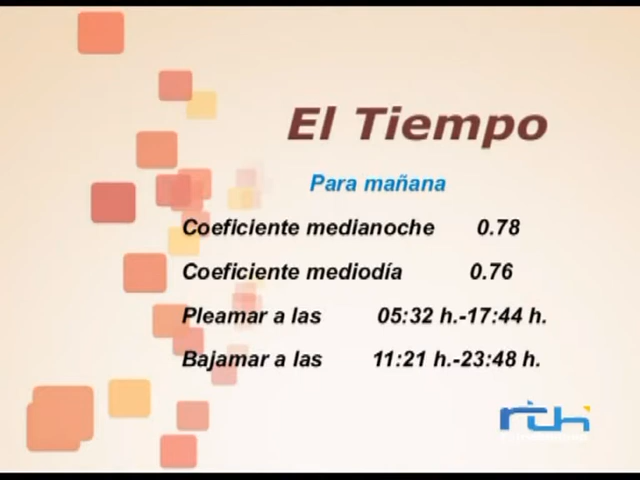 El Tiempo
Para mañana
Coeficiente medianoche 0.78
Coeficiente mediodía 0.76
Pleamar a las 05:32 h.-17:44 h.
Bajamar a las 11:21 h.-23:48 h.
rtch